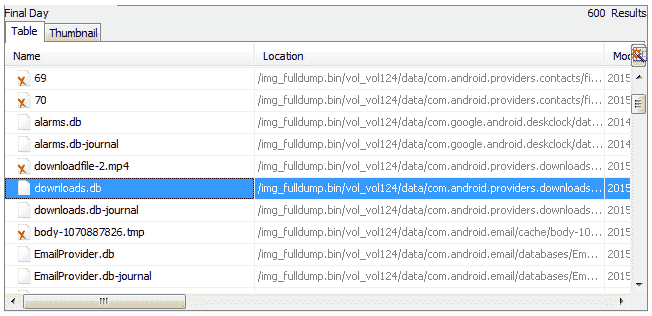 Final Day 600 Results
Table Thumbnail
Name Location Mod
69 /img_fulldump.bin/vol_vol124/data/com.android.providers.contacts/fi... 2015
70 /img_fulldump.bin/vol_vol124/data/com.android.providers.contacts/fi... 2015
alarms.db /img_fulldump.bin/vol_vol124/data/com.google.android.deskclock/dat... 2014
alarms.db-journal /img_fulldump.bin/vol_vol124/data/com.google.android.deskclock/dat... 2014
downloadfile-2.mp4 /img_fulldump.bin/vol_vol124/data/com.android.providers.downloads... 2015
downloads.db /img_fulldump.bin/vol_vol124/data/com.android.providers.downloads... 2015
downloads.db-journal /img_fulldump.bin/vol_vol124/data/com.android.providers.downloads... 2015
body-1070887826.tmp /img_fulldump.bin/vol_vol124/data/com.android.email/cache/body-10... 2015
EmailProvider.db /img_fulldump.bin/vol_vol124/data/com.android.email/databases/Em... 2015
EmailProvider.db-journal /img_fulldump.bin/vol_vol124/data/com.android.email/databases/Em... 2015